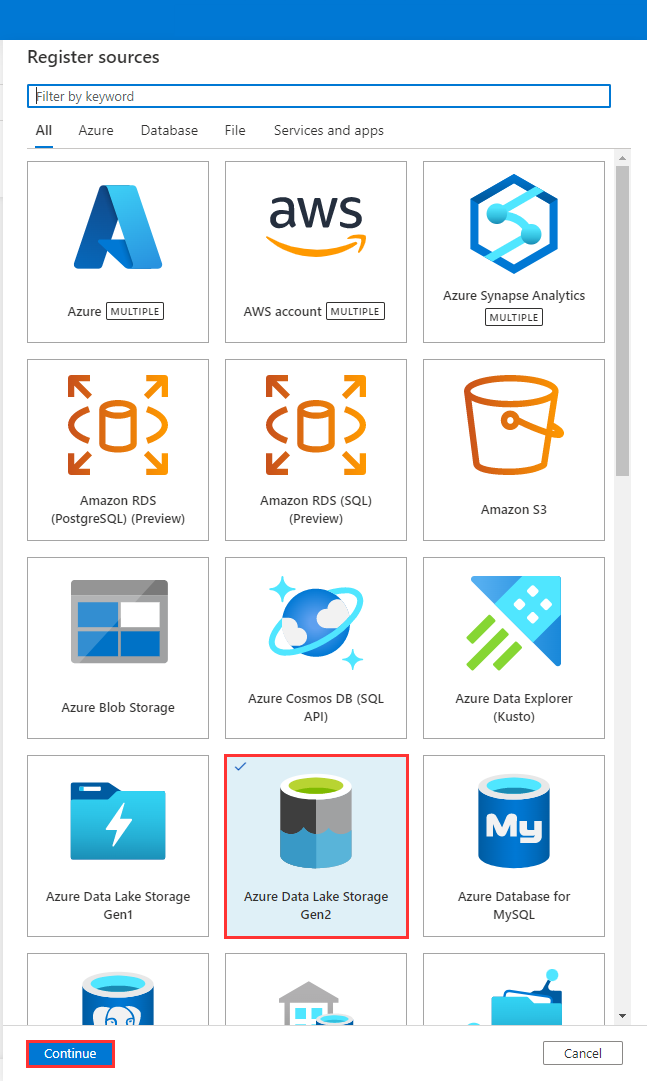 Register sources
Filter by keyword
All Azure Database File Services and apps
aws
Azure MULTIPLE
AWS account MULTIPLE
Azure Synapse Analytics
MULTIPLE
Amazon RDS
(PostgreSQL) (Preview)
Amazon RDS (SQL)
(Preview)
Amazon S3
Azure Blob Storage
Azure Cosmos DB (SQL
API)
Azure Data Explorer
(Kusto)
Azure Data Lake Storage
Gen1
Azure Data Lake Storage
Gen2
My
Azure Database for
MySQL
Continue
Cancel